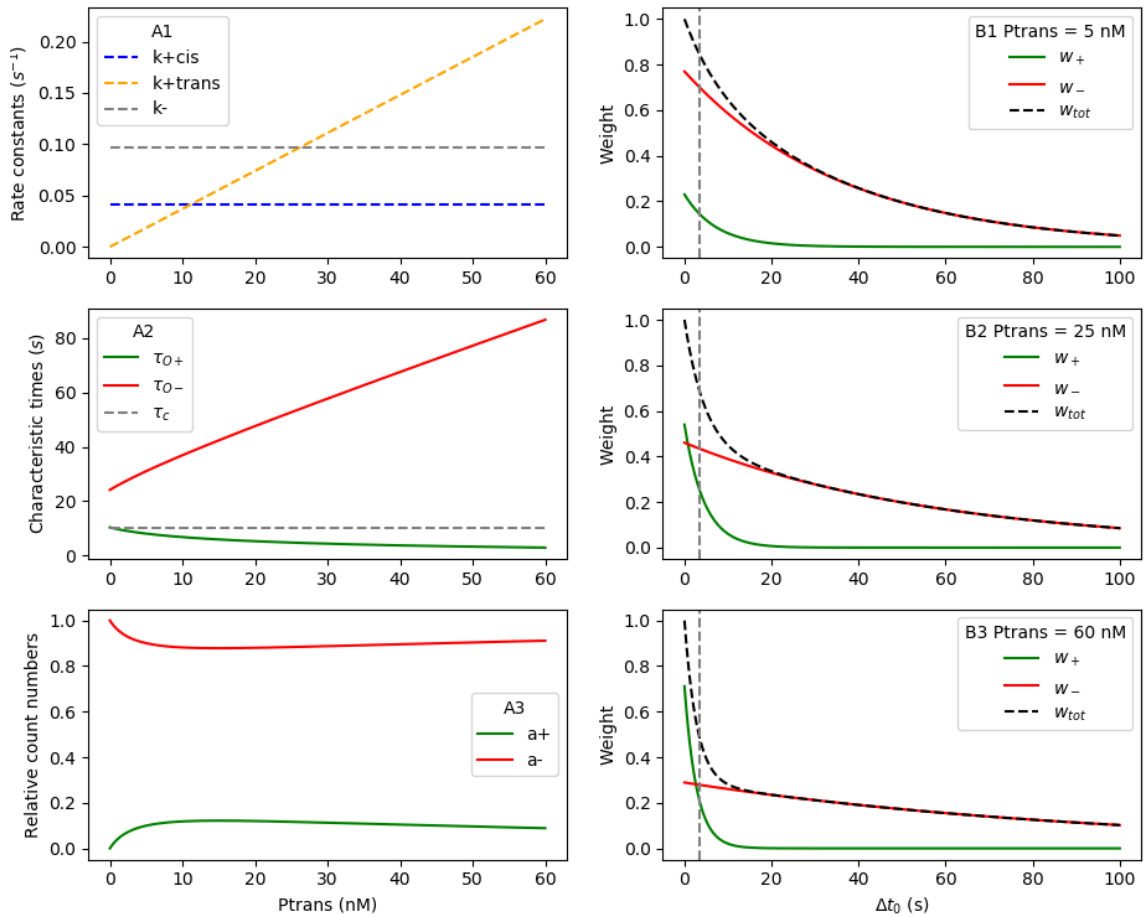 A1
k+cis
k+trans
k-
Rate constants (s⁻¹)
0.20
0.15
0.10
0.05
0.00
0 10 20 30 40 50 60
B1 Ptrans = 5 nM
w₊
w₋
w_tot
Weight
1.0
0.8
0.6
0.4
0.2
0.0
0 20 40 60 80 100
A2
τ_O+
τ_O−
τ_c
Characteristic times (s)
80
60
40
20
0
0 10 20 30 40 50 60
B2 Ptrans = 25 nM
w₊
w₋
w_tot
Weight
1.0
0.8
0.6
0.4
0.2
0.0
0 20 40 60 80 100
A3
a+
a-
Relative count numbers
1.0
0.8
0.6
0.4
0.2
0.0
0 10 20 30 40 50 60
Ptrans (nM)
B3 Ptrans = 60 nM
w₊
w₋
w_tot
Weight
1.0
0.8
0.6
0.4
0.2
0.0
0 20 40 60 80 100
Δt₀ (s)